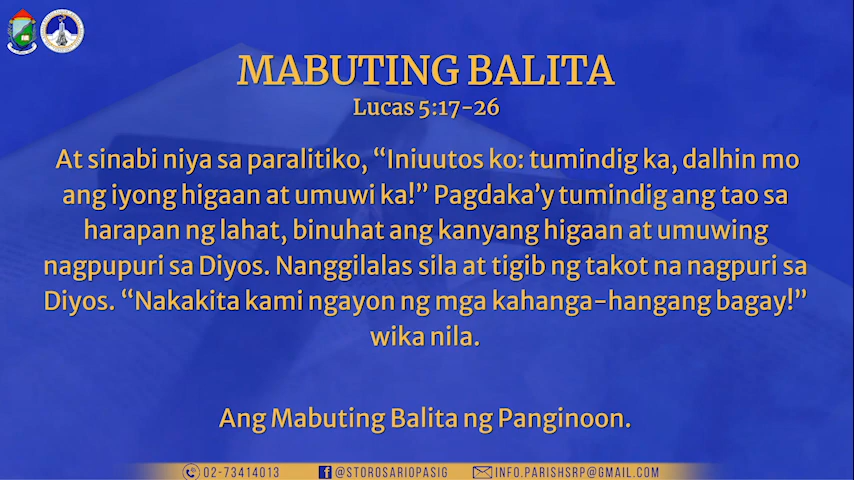 MABUTING BALITA
Lucas 5:17-26
At sinabi niya sa paralitiko, “Iniuutos ko: tumindig ka, dalhin mo
ang iyong higaan at umuwi ka!” Pagdaka’y tumindig ang tao sa
harapan ng lahat, binuhat ang kanyang higaan at umuwing
nagpupuri sa Diyos. Nanggilalas sila at tigib ng takot na nagpuri sa
Diyos. “Nakakita kami ngayon ng mga kahanga-hangang bagay!”
wika nila.
Ang Mabuting Balita ng Panginoon.
02-73414013 @STOROSARIOPASIG INFO.PARISHSRP@GMAIL.COM